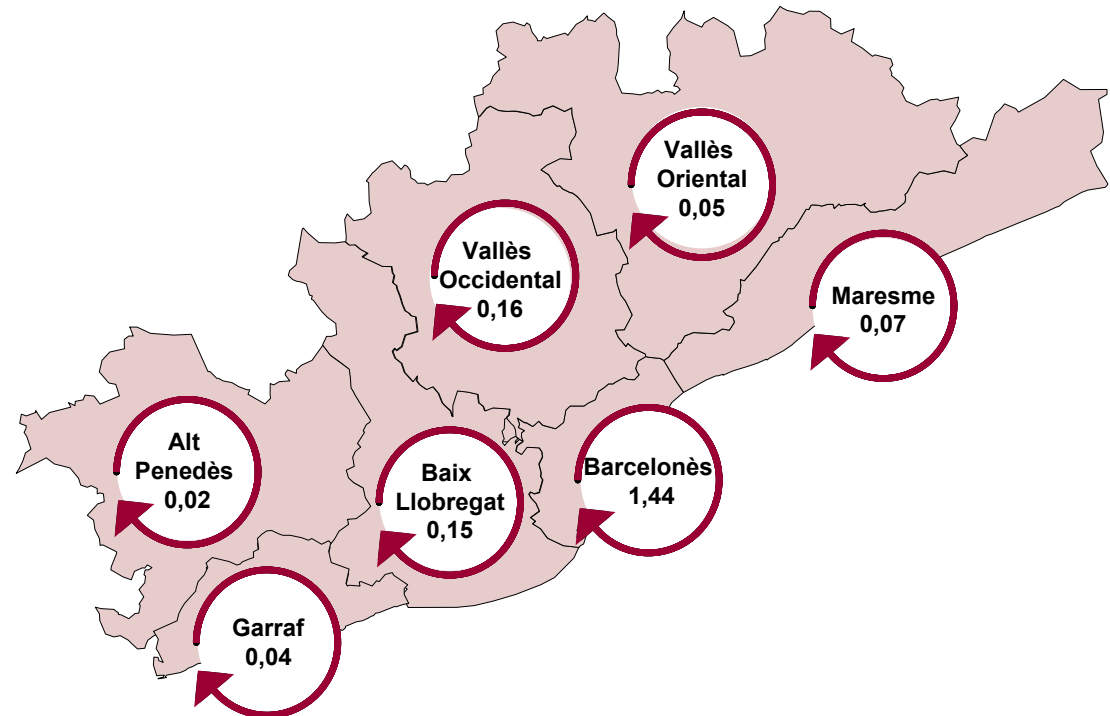 Vallès
Oriental
0,05
Vallès
Occidental
0,16
Maresme
0,07
Alt
Penedès
0,02
Baix
Llobregat
0,15
Barcelonès
1,44
Garraf
0,04